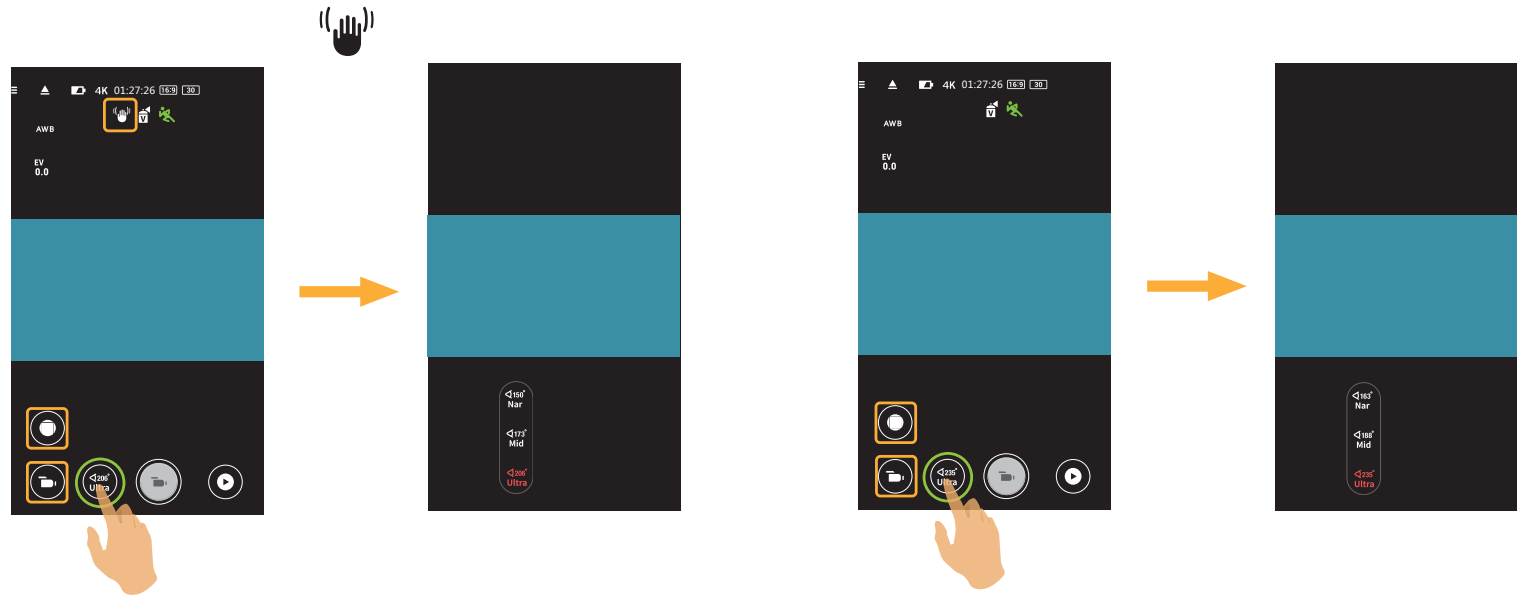 4K 01:27:26 16:9 30
V
AWB
EV
0.0
206°
Ultra
150°
Nar
173°
Mid
206°
Ultra
4K 01:27:26 16:9 30
V
AWB
EV
0.0
235°
Ultra
163°
Nar
188°
Mid
235°
Ultra